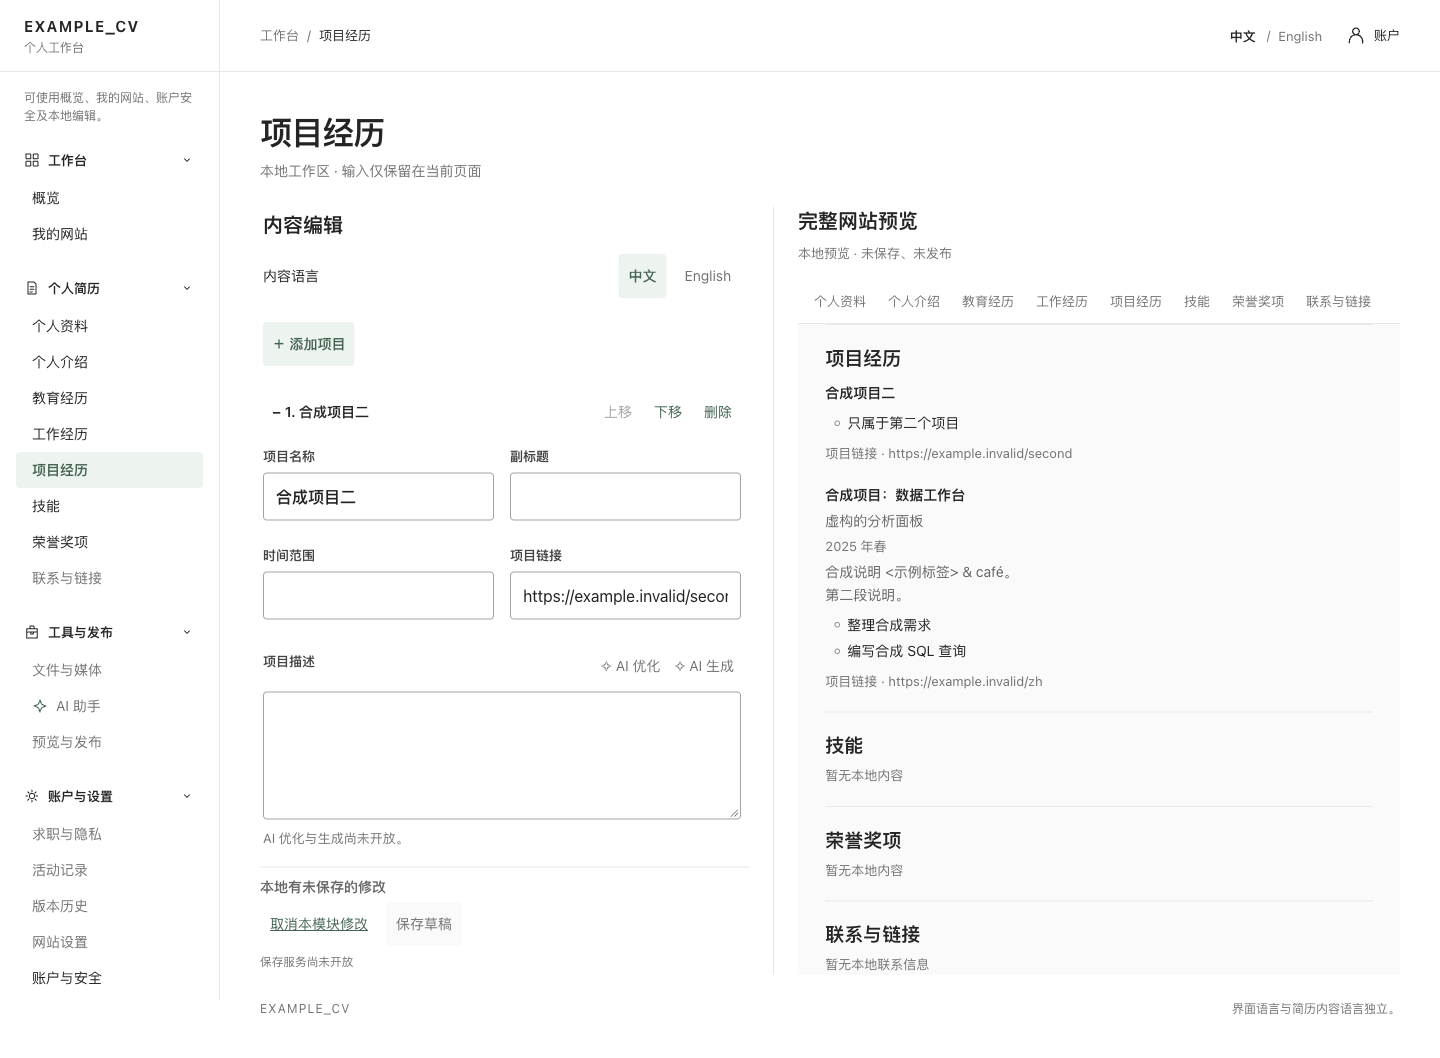 EXAMPLE_CV
个人工作台
可使用概览、我的网站、账户安
全及本地编辑。
工作台
概览
我的网站
个人简历
个人资料
个人介绍
教育经历
工作经历
项目经历
技能
荣誉奖项
联系与链接
工具与发布
文件与媒体
AI 助手
预览与发布
账户与设置
求职与隐私
活动记录
版本历史
网站设置
账户与安全
工作台 / 项目经历
中文 / English 账户
项目经历
本地工作区 · 输入仅保留在当前页面
内容编辑
内容语言 中文 English
+ 添加项目
– 1. 合成项目二 上移 下移 删除
项目名称 副标题
合成项目二
时间范围 项目链接
https://example.invalid/secon
项目描述 AI 优化 AI 生成
AI 优化与生成尚未开放。
本地有未保存的修改
取消本模块修改 保存草稿
保存服务尚未开放
完整网站预览
本地预览 · 未保存、未发布
个人资料 个人介绍 教育经历 工作经历 项目经历 技能 荣誉奖项 联系与链接
项目经历
合成项目二
只属于第二个项目
项目链接 · https://example.invalid/second
合成项目：数据工作台
虚构的分析面板
2025 年春
合成说明 <示例标签> & café。
第二段说明。
整理合成需求
编写合成 SQL 查询
项目链接 · https://example.invalid/zh
技能
暂无本地内容
荣誉奖项
暂无本地内容
联系与链接
暂无本地联系信息
EXAMPLE_CV
界面语言与简历内容语言独立。